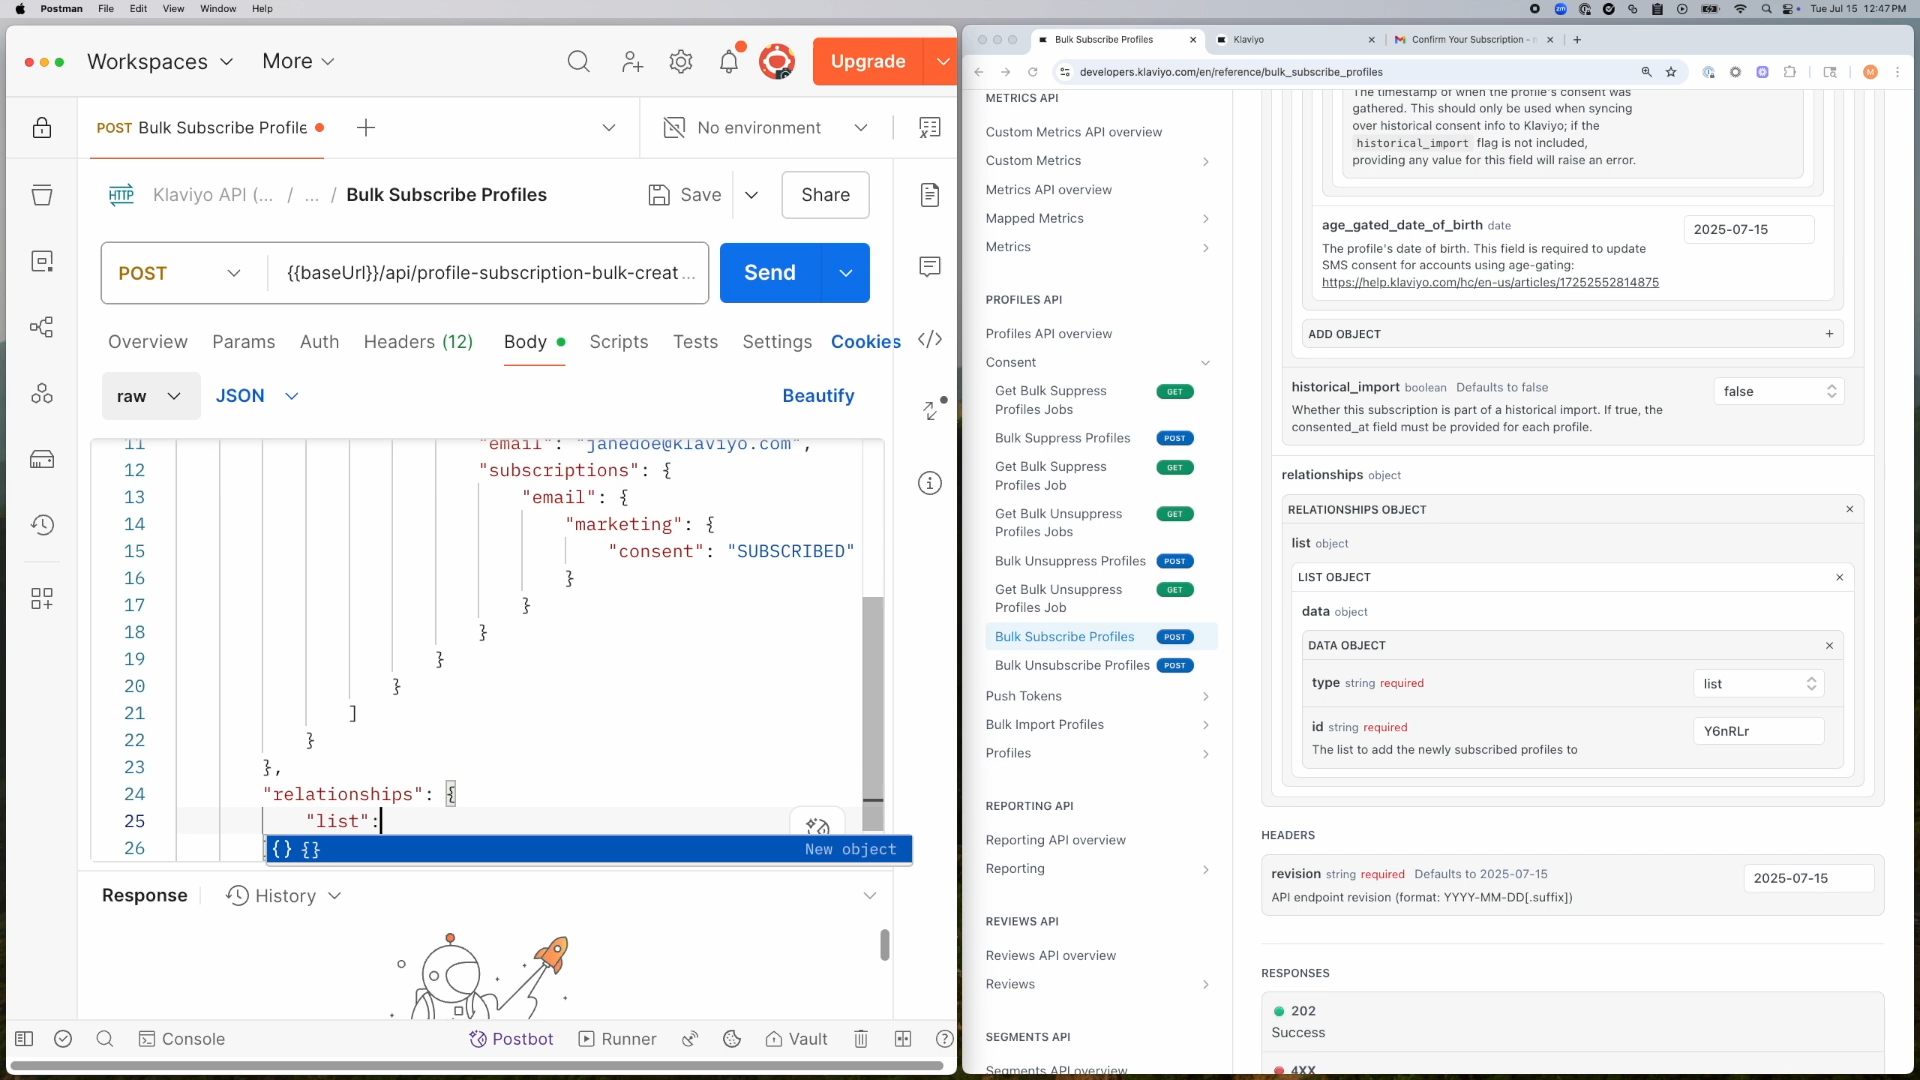 Postman File Edit View Window Help
Tue Jul 15 12:47 PM
Workspaces More
Upgrade
POST Bulk Subscribe Profile
No environment
HTTP Klaviyo API (... / ... / Bulk Subscribe Profiles
Save Share
POST {{baseUrl}}/api/profile-subscription-bulk-creat ...
Send
Overview Params Auth Headers (12) Body Scripts Tests Settings Cookies
raw JSON Beautify
11 "email": "janedoe@klaviyo.com",
12 "subscriptions": {
13 "email": {
14 "marketing": {
15 "consent": "SUBSCRIBED"
16 }
17 }
18 }
19 }
20 }
21 ]
22 }
23 },
24 "relationships": {
25 "list":
26
{} {} New object
Response History
Console Postbot Runner Vault
Bulk Subscribe Profiles
Klaviyo
Confirm Your Subscription -
developers.klaviyo.com/en/reference/bulk_subscribe_profiles
M
METRICS API
Custom Metrics API overview
Custom Metrics
Metrics API overview
Mapped Metrics
Metrics
PROFILES API
Profiles API overview
Consent
Get Bulk Suppress Profiles Jobs GET
Bulk Suppress Profiles POST
Get Bulk Suppress Profiles Job GET
Get Bulk Unsuppress Profiles Jobs GET
Bulk Unsuppress Profiles POST
Get Bulk Unsuppress Profiles Job GET
Bulk Subscribe Profiles POST
Bulk Unsubscribe Profiles POST
Push Tokens
Bulk Import Profiles
Profiles
REPORTING API
Reporting API overview
Reporting
REVIEWS API
Reviews API overview
Reviews
SEGMENTS API
Segments API overview
The timestamp of when the profile's consent was
gathered. This should only be used when syncing
over historical consent info to Klaviyo; if the
historical_import flag is not included,
providing any value for this field will raise an error.
age_gated_date_of_birth date
2025-07-15
The profile's date of birth. This field is required to update
SMS consent for accounts using age-gating:
https://help.klaviyo.com/hc/en-us/articles/17252552814875
ADD OBJECT
historical_import boolean Defaults to false
false
Whether this subscription is part of a historical import. If true, the
consented_at field must be provided for each profile.
relationships object
RELATIONSHIPS OBJECT
list object
LIST OBJECT
data object
DATA OBJECT
type string required
list
id string required
Y6nRLr
The list to add the newly subscribed profiles to
HEADERS
revision string required Defaults to 2025-07-15
2025-07-15
API endpoint revision (format: YYYY-MM-DD[.suffix])
RESPONSES
202
Success
4XX